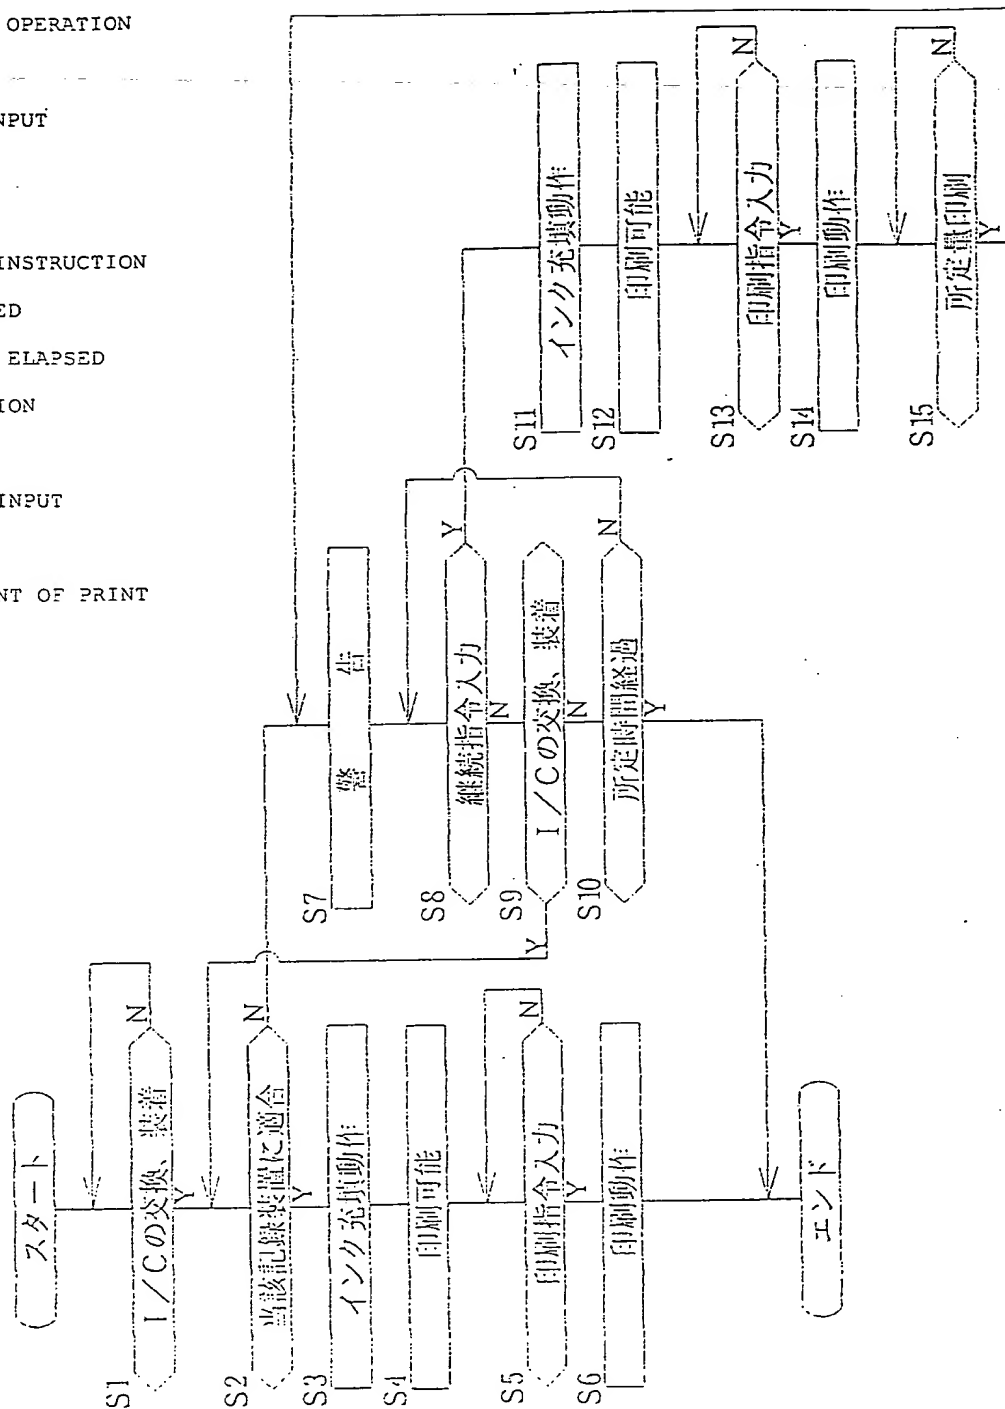 OPERATION
NPUT
INSTRUCTION
ED
ELAPSED
ION
INPUT
NT OF PRINT
スタート
S1
I/Cの交換、装着
N
Y
S2
当該記録装置に適合
N
Y
S3
インク充填動作
S4
印刷可能
S5
印刷指令入力
N
Y
S6
印刷動作
エンド
S7
警告
S8
継続指令入力
Y
N
S9
I/Cの交換、装着
Y
N
S10
所定時間経過
N
Y
S11
インク充填動作
S12
印刷可能
S13
印刷指令入力
N
Y
S14
印刷動作
S15
所定量印刷
N
Y